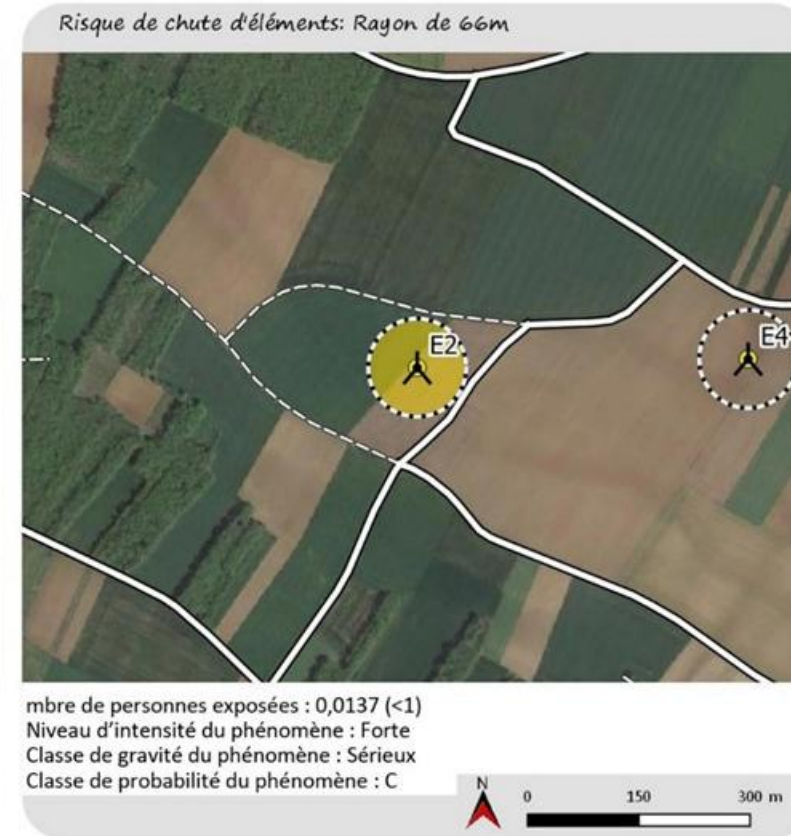 Risque de chute d'éléments: Rayon de 66m
E2
E4
mbre de personnes exposées : 0,0137 (<1)
Niveau d'intensité du phénomène : Forte
Classe de gravité du phénomène : Sérieux
Classe de probabilité du phénomène : C
N
0 150 300 m